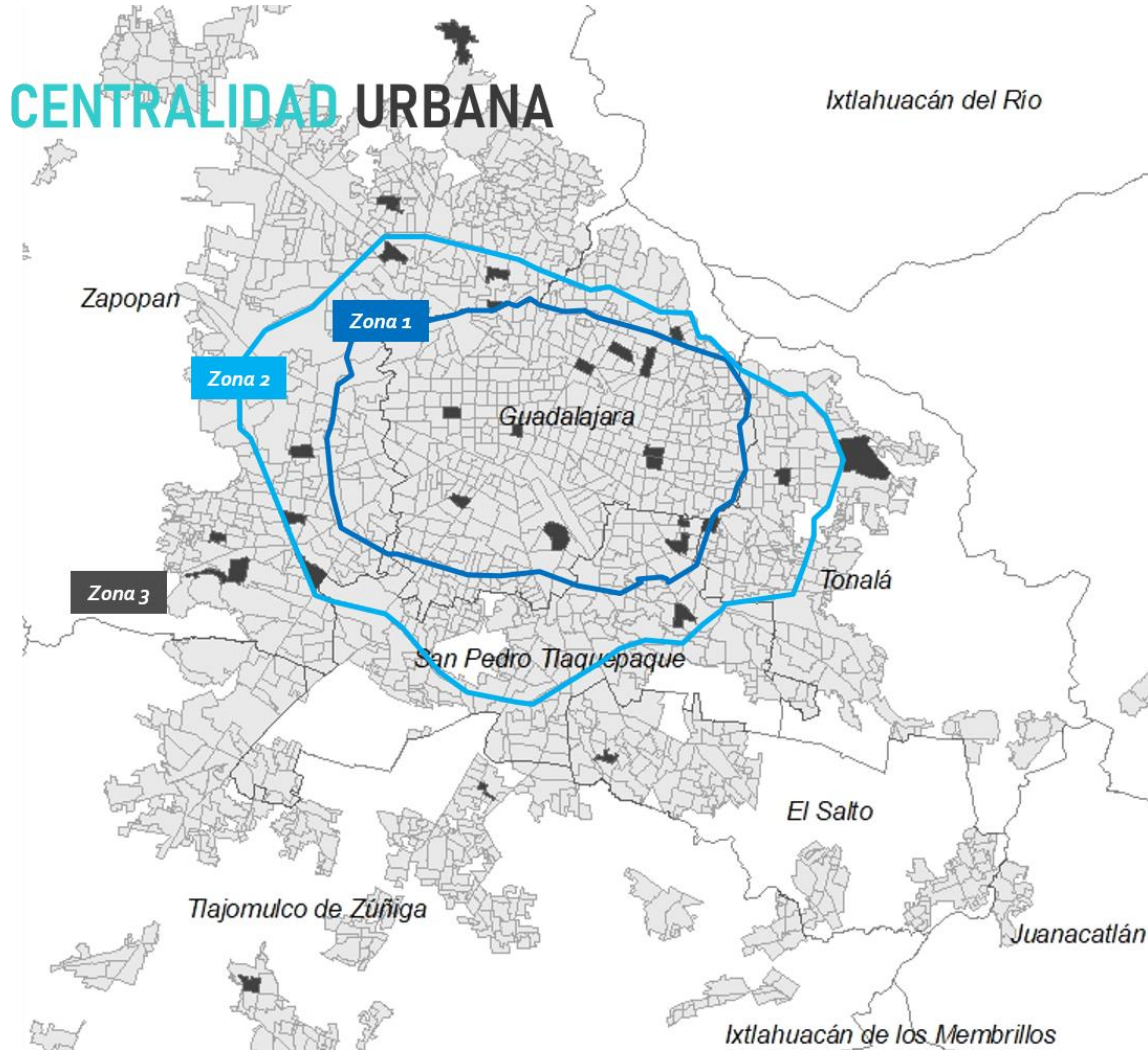 CENTRALIDAD URBANA
Ixtlahuacán del Río
Zapopan
Zona 1
Zona 2
Guadalajara
Zona 3
Tonalá
San Pedro Tlaquepaque
El Salto
Tlajomulco de Zúñiga
Juanacatlán
Ixtlahuacán de los Membrillos